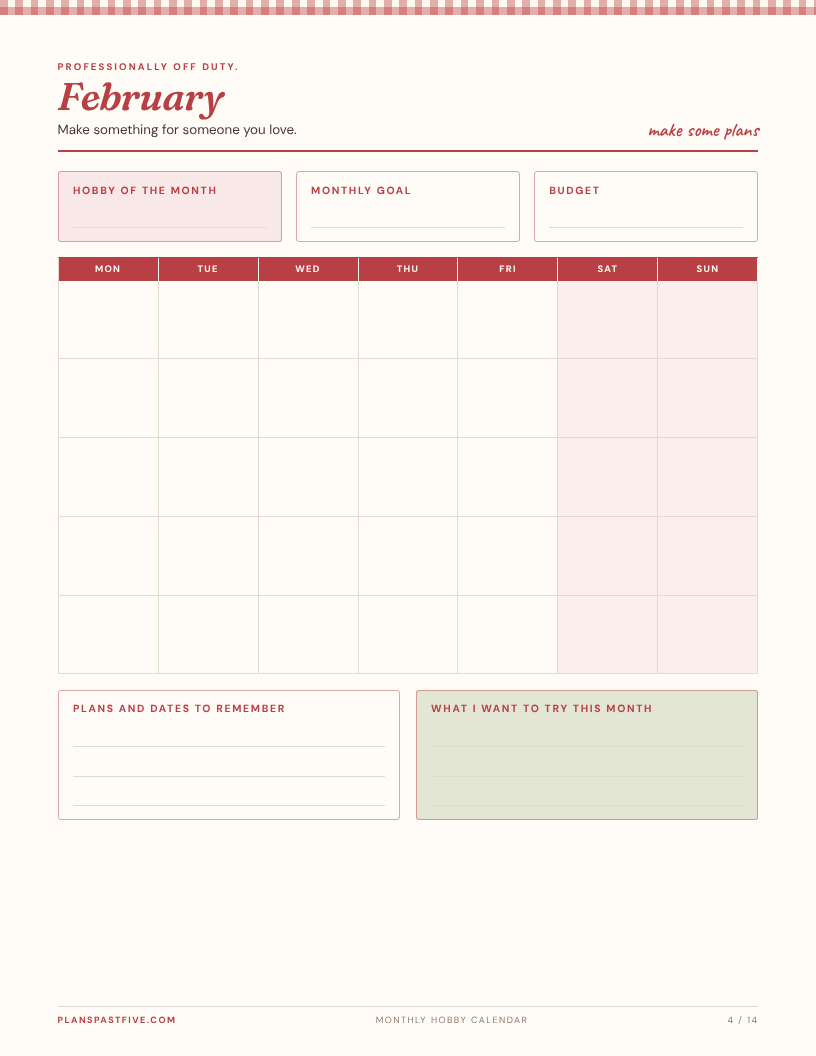 PROFESSIONALLY OFF DUTY.
February
Make something for someone you love.
make some plans
HOBBY OF THE MONTH
MONTHLY GOAL
BUDGET
MON TUE WED THU FRI SAT SUN
PLANS AND DATES TO REMEMBER
WHAT I WANT TO TRY THIS MONTH
PLANSPASTFIVE.COM
MONTHLY HOBBY CALENDAR
4 / 14